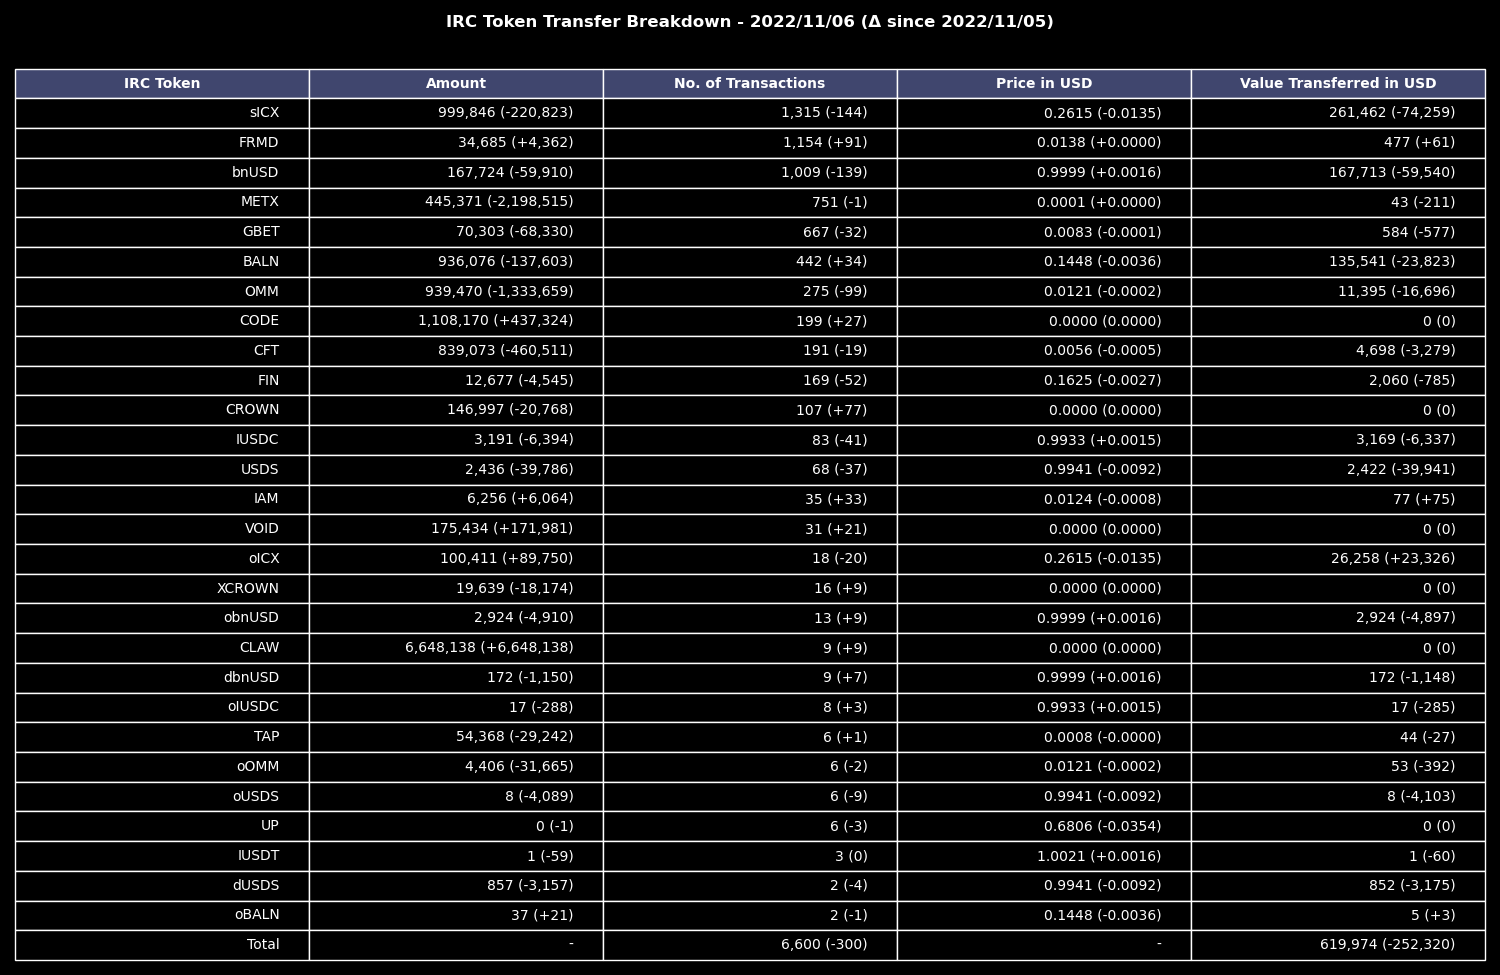 IRC Token Transfer Breakdown - 2022/11/06 (Δ since 2022/11/05)
IRC Token Amount No. of Transactions Price in USD Value Transferred in USD
sICX 999,846 (-220,823) 1,315 (-144) 0.2615 (-0.0135) 261,462 (-74,259)
FRMD 34,685 (+4,362) 1,154 (+91) 0.0138 (+0.0000) 477 (+61)
bnUSD 167,724 (-59,910) 1,009 (-139) 0.9999 (+0.0016) 167,713 (-59,540)
METX 445,371 (-2,198,515) 751 (-1) 0.0001 (+0.0000) 43 (-211)
GBET 70,303 (-68,330) 667 (-32) 0.0083 (-0.0001) 584 (-577)
BALN 936,076 (-137,603) 442 (+34) 0.1448 (-0.0036) 135,541 (-23,823)
OMM 939,470 (-1,333,659) 275 (-99) 0.0121 (-0.0002) 11,395 (-16,696)
CODE 1,108,170 (+437,324) 199 (+27) 0.0000 (0.0000) 0 (0)
CFT 839,073 (-460,511) 191 (-19) 0.0056 (-0.0005) 4,698 (-3,279)
FIN 12,677 (-4,545) 169 (-52) 0.1625 (-0.0027) 2,060 (-785)
CROWN 146,997 (-20,768) 107 (+77) 0.0000 (0.0000) 0 (0)
IUSDC 3,191 (-6,394) 83 (-41) 0.9933 (+0.0015) 3,169 (-6,337)
USDS 2,436 (-39,786) 68 (-37) 0.9941 (-0.0092) 2,422 (-39,941)
IAM 6,256 (+6,064) 35 (+33) 0.0124 (-0.0008) 77 (+75)
VOID 175,434 (+171,981) 31 (+21) 0.0000 (0.0000) 0 (0)
oICX 100,411 (+89,750) 18 (-20) 0.2615 (-0.0135) 26,258 (+23,326)
XCROWN 19,639 (-18,174) 16 (+9) 0.0000 (0.0000) 0 (0)
obnUSD 2,924 (-4,910) 13 (+9) 0.9999 (+0.0016) 2,924 (-4,897)
CLAW 6,648,138 (+6,648,138) 9 (+9) 0.0000 (0.0000) 0 (0)
dbnUSD 172 (-1,150) 9 (+7) 0.9999 (+0.0016) 172 (-1,148)
oIUSDC 17 (-288) 8 (+3) 0.9933 (+0.0015) 17 (-285)
TAP 54,368 (-29,242) 6 (+1) 0.0008 (-0.0000) 44 (-27)
oOMM 4,406 (-31,665) 6 (-2) 0.0121 (-0.0002) 53 (-392)
oUSDS 8 (-4,089) 6 (-9) 0.9941 (-0.0092) 8 (-4,103)
UP 0 (-1) 6 (-3) 0.6806 (-0.0354) 0 (0)
IUSDT 1 (-59) 3 (0) 1.0021 (+0.0016) 1 (-60)
dUSDS 857 (-3,157) 2 (-4) 0.9941 (-0.0092) 852 (-3,175)
oBALN 37 (+21) 2 (-1) 0.1448 (-0.0036) 5 (+3)
Total - 6,600 (-300) - 619,974 (-252,320)